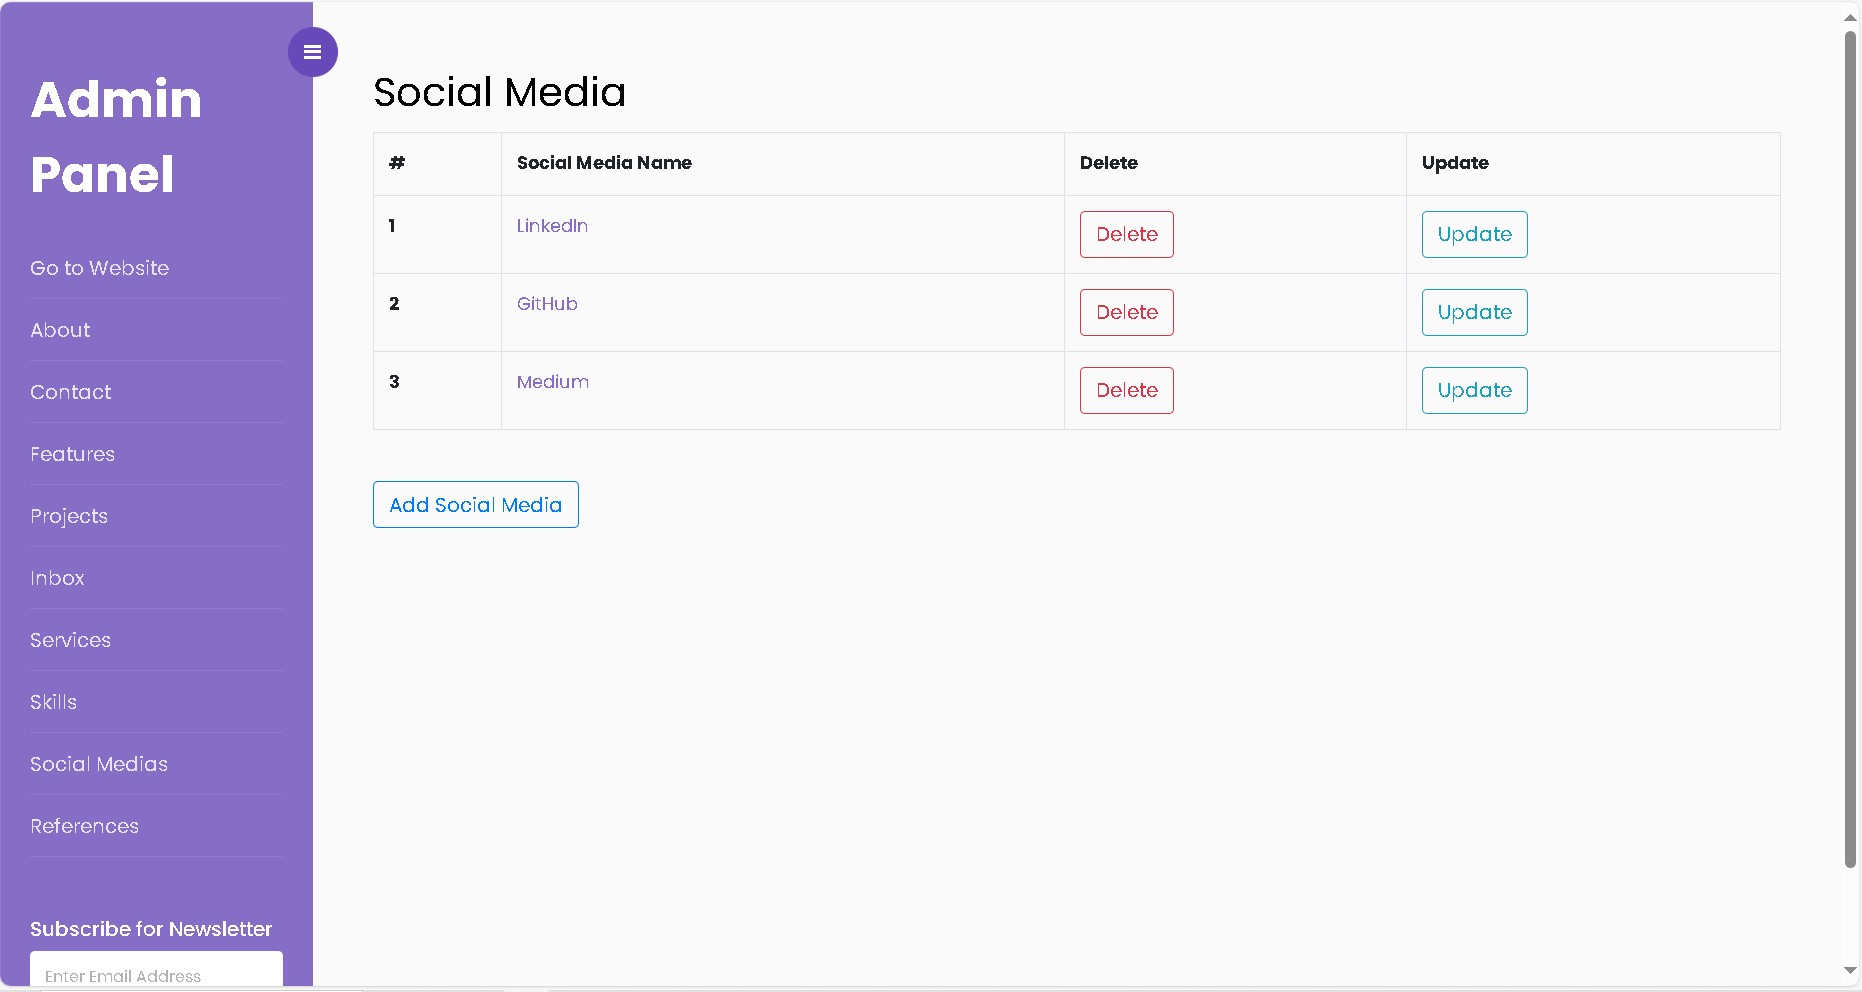 Admin
Panel
Go to Website
About
Contact
Features
Projects
Inbox
Services
Skills
Social Medias
References
Subscribe for Newsletter
Enter Email Address
Social Media
# Social Media Name Delete Update
1 LinkedIn Delete Update
2 GitHub Delete Update
3 Medium Delete Update
Add Social Media